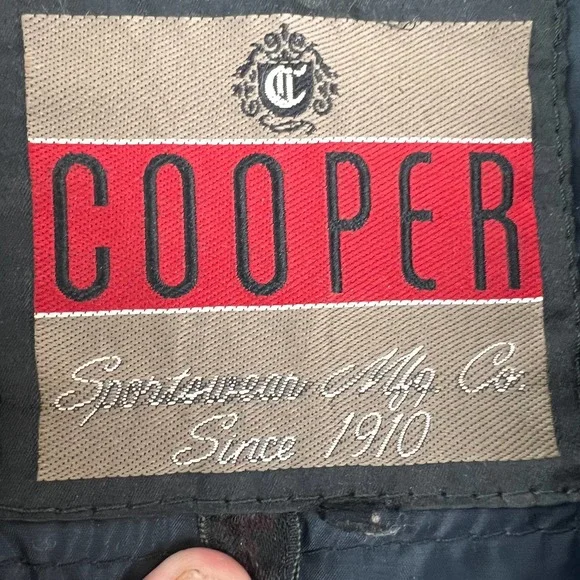 C
COOPER
Sportswear Mfg. Co.
Since 1910